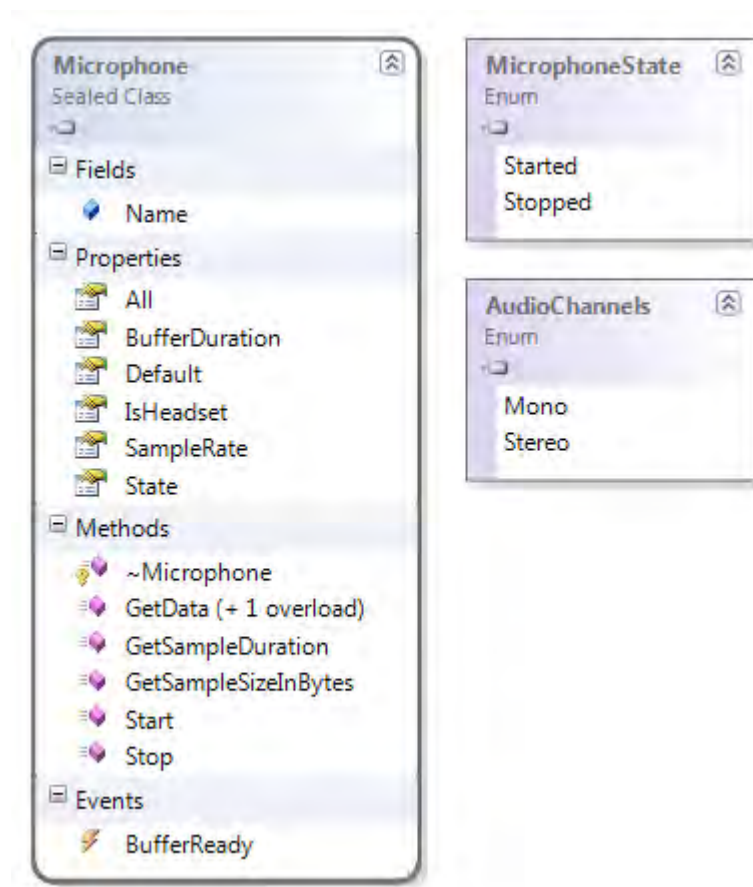 Microphone
Sealed Class
Fields
Name
Properties
All
BufferDuration
Default
IsHeadset
SampleRate
State
Methods
~Microphone
GetData (+ 1 overload)
GetSampleDuration
GetSampleSizeInBytes
Start
Stop
Events
BufferReady
MicrophoneState
Enum
Started
Stopped
AudioChannels
Enum
Mono
Stereo